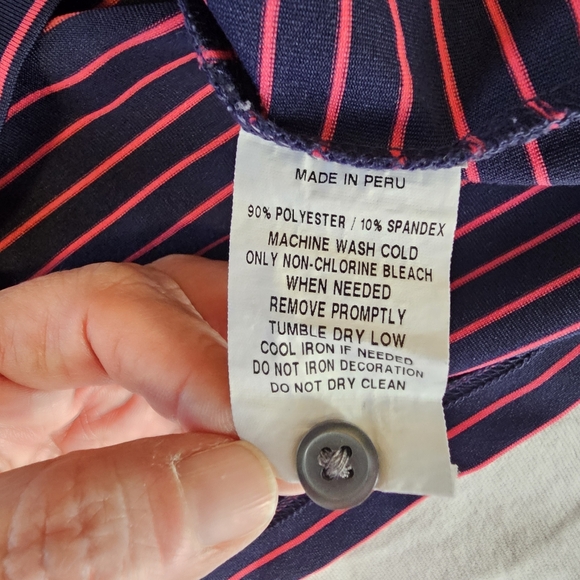 MADE IN PERU
90% POLYESTER / 10% SPANDEX
MACHINE WASH COLD
ONLY NON-CHLORINE BLEACH
WHEN NEEDED
REMOVE PROMPTLY
TUMBLE DRY LOW
COOL IRON IF NEEDED
DO NOT IRON DECORATION
DO NOT DRY CLEAN